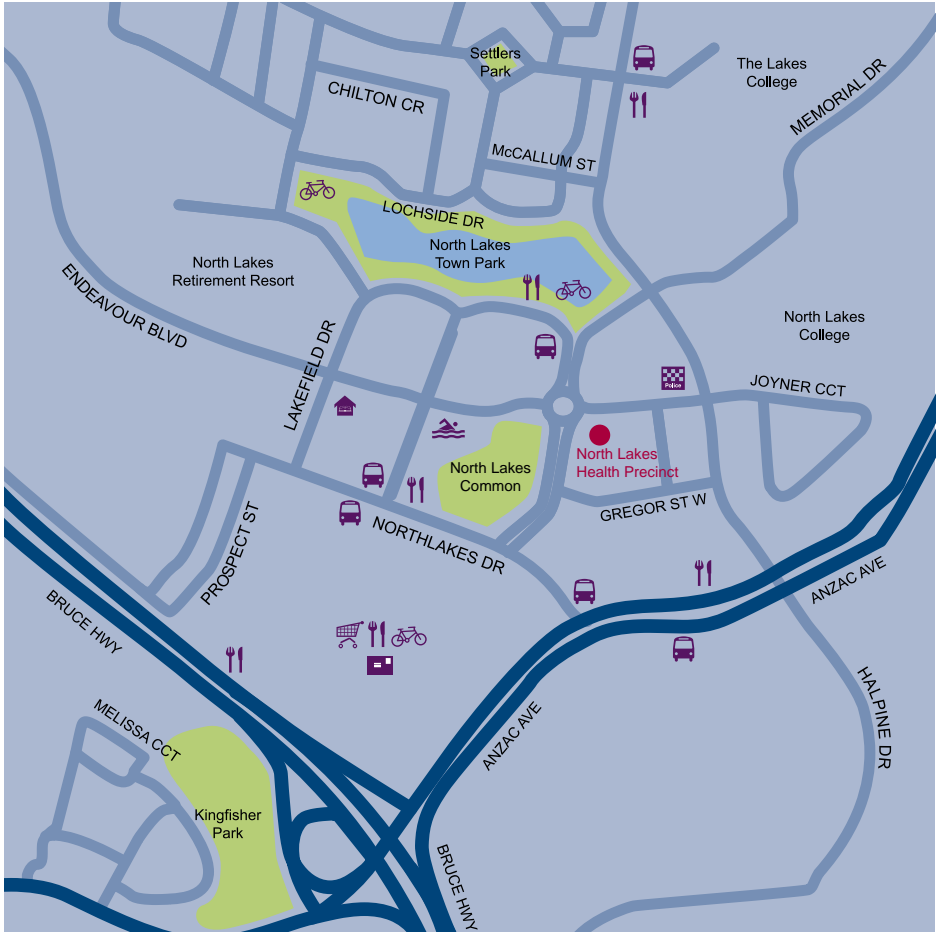 Settlers
Park
The Lakes
College
MEMORIAL DR
CHILTON CR
McCALLUM ST
LOCHSIDE DR
North Lakes
Town Park
North Lakes
Retirement Resort
ENDEAVOUR BLVD
LAKEFIELD DR
North Lakes
College
Police
JOYNER CCT
North Lakes
Health Precinct
North Lakes
Common
GREGOR ST W
NORTHLAKES DR
PROSPECT ST
BRUCE HWY
ANZAC AVE
HALPINE DR
MELISSA CCT
ANZAC AVE
Kingfisher
Park
BRUCE HWY